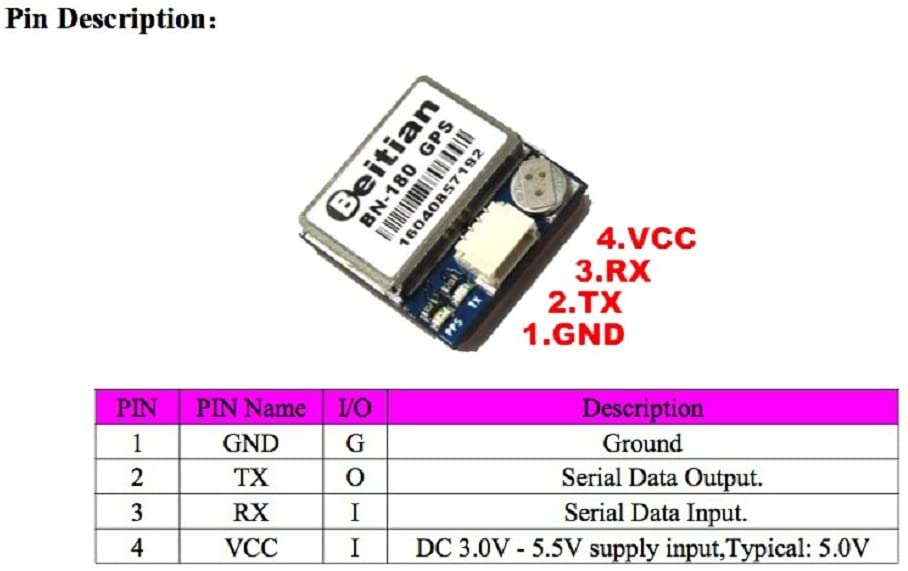 Pin Description：
Beitian
BN-180 GPS
16040857192
TX
PPS
4.VCC
3.RX
2.TX
1.GND
PIN PIN Name I/O Description
1 GND G Ground
2 TX O Serial Data Output.
3 RX I Serial Data Input.
4 VCC I DC 3.0V - 5.5V supply input,Typical: 5.0V